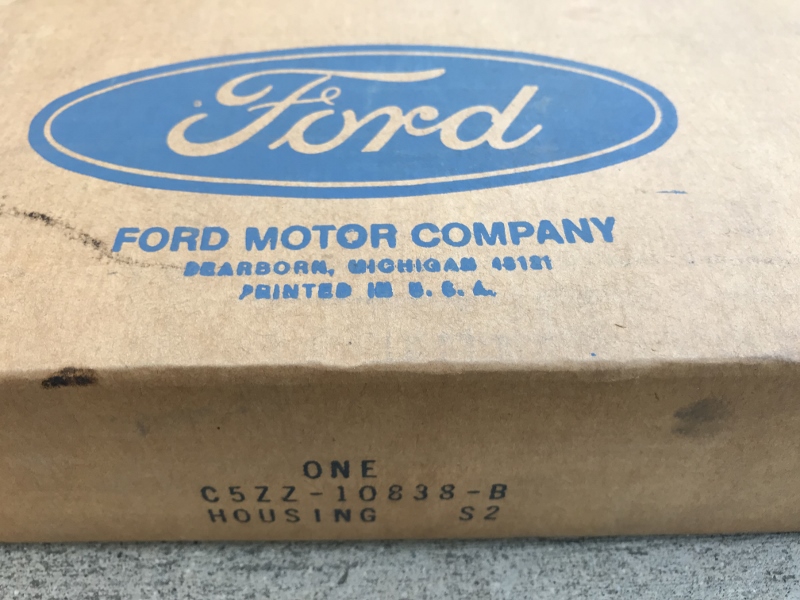 Ford
FORD MOTOR COMPANY
DEARBORN, MICHIGAN 48121
PRINTED IN U. S. A.
ONE
C5ZZ-10838-B
HOUSING S2